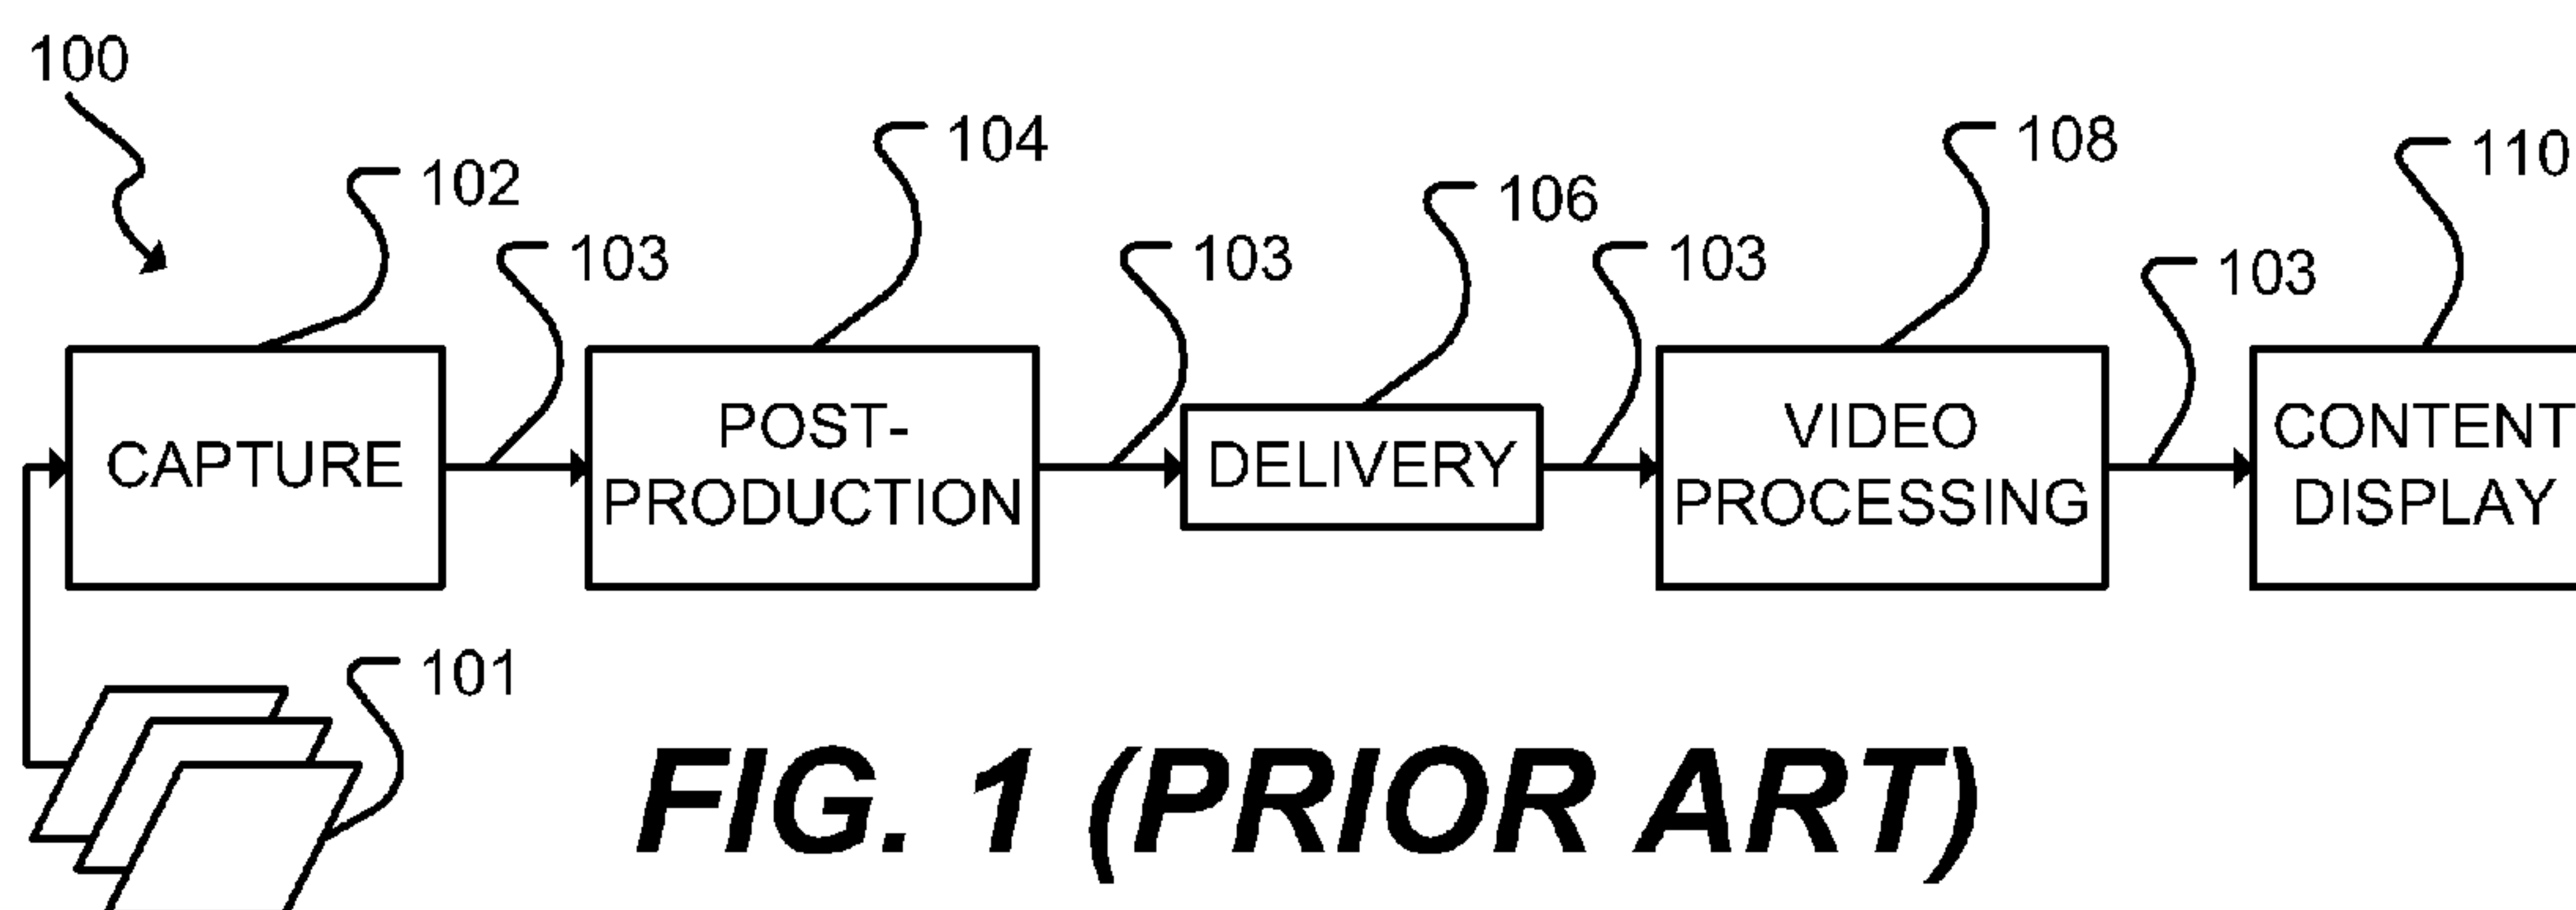 100
102
103
104
103
106
103
108
103
110
CAPTURE
POST-
PRODUCTION
DELIVERY
VIDEO
PROCESSING
CONTENT
DISPLAY
101
FIG. 1 (PRIOR ART)